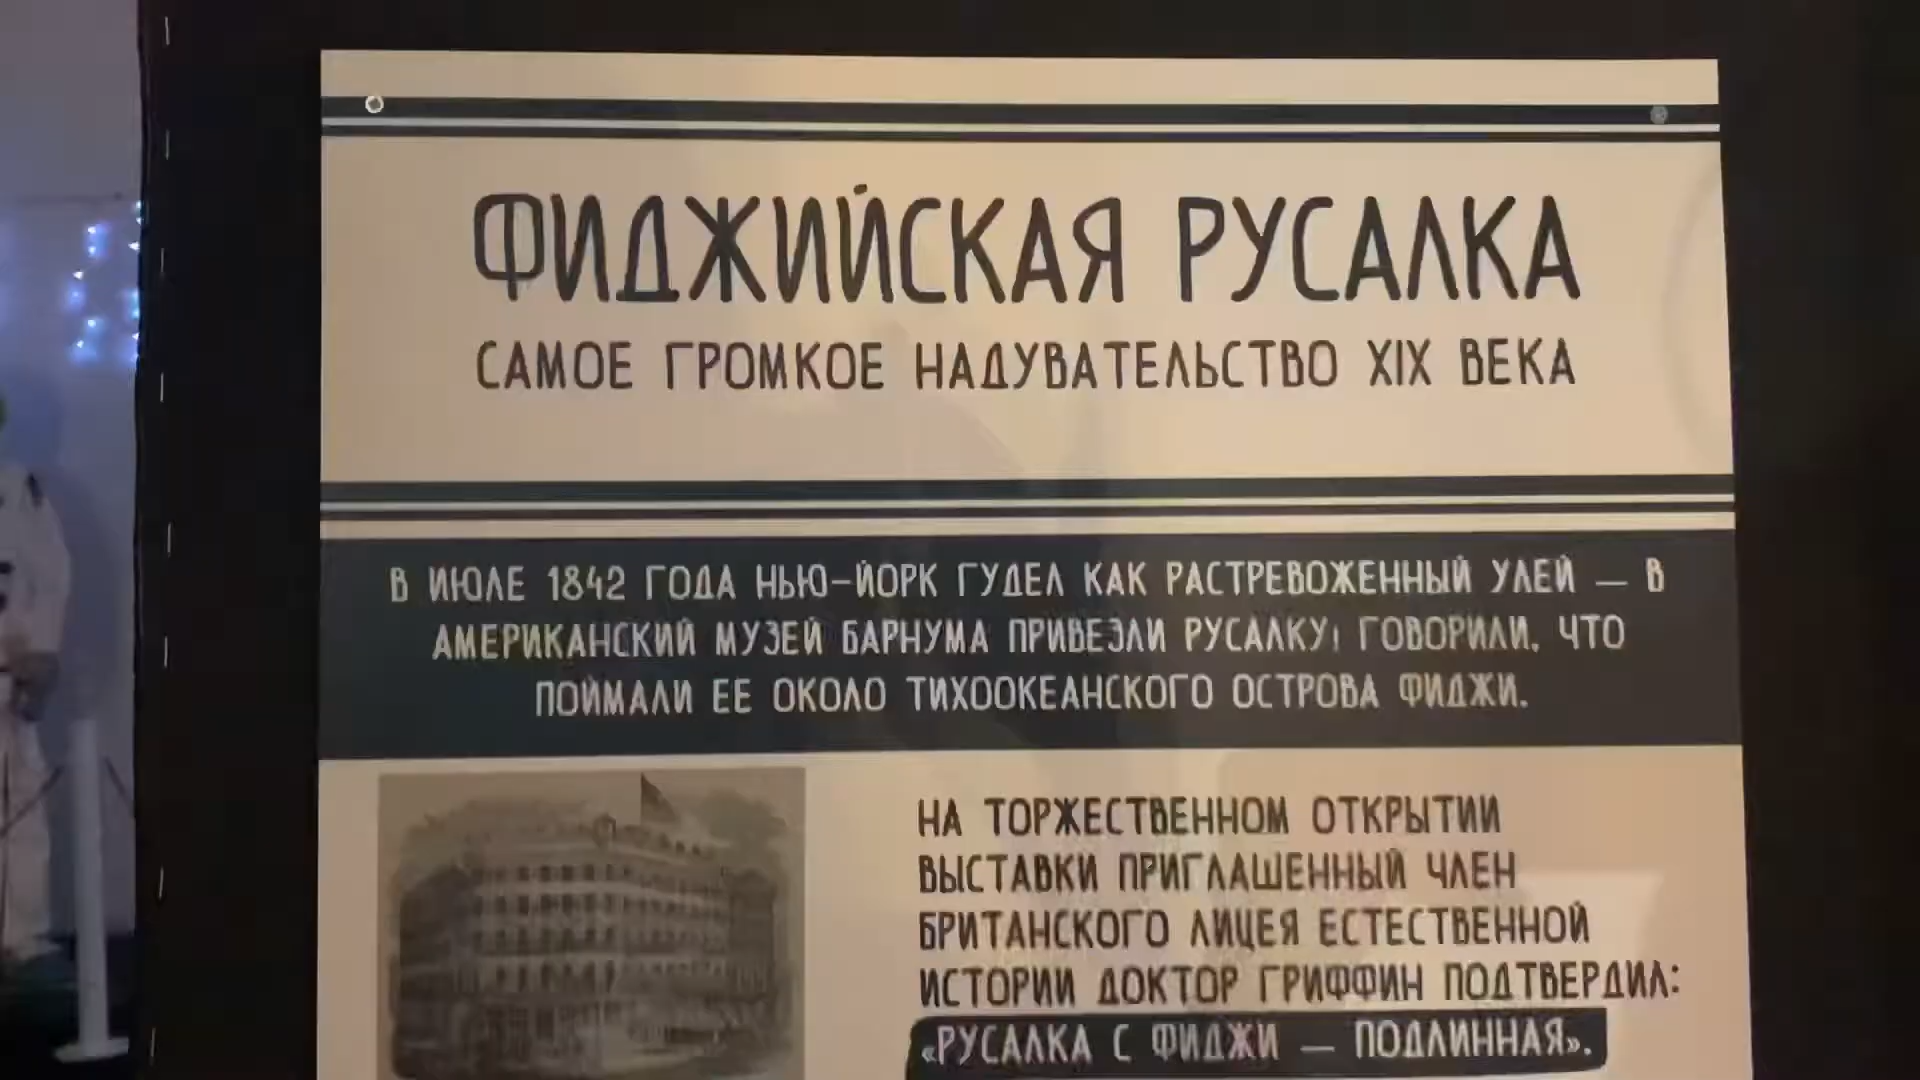 ФИДЖИЙСКАЯ РУСАЛКА
САМОЕ ГРОМКОЕ НАДУВАТЕЛЬСТВО XIX ВЕКА
В ИЮЛЕ 1842 ГОДА НЬЮ-ЙОРК ГУДЕЛ КАК РАСТРЕВОЖЕННЫЙ УЛЕЙ — В
АМЕРИКАНСКИЙ МУЗЕЙ БАРНУМА ПРИВЕЗЛИ РУСАЛКУ! ГОВОРИЛИ, ЧТО
ПОЙМАЛИ ЕЕ ОКОЛО ТИХООКЕАНСКОГО ОСТРОВА ФИДЖИ.
НА ТОРЖЕСТВЕННОМ ОТКРЫТИИ
ВЫСТАВКИ ПРИГЛАШЕННЫЙ ЧЛЕН
БРИТАНСКОГО ЛИЦЕЯ ЕСТЕСТВЕННОЙ
ИСТОРИИ ДОКТОР ГРИФФИН ПОДТВЕРДИЛ:
«РУСАЛКА С ФИДЖИ — ПОДЛИННАЯ».